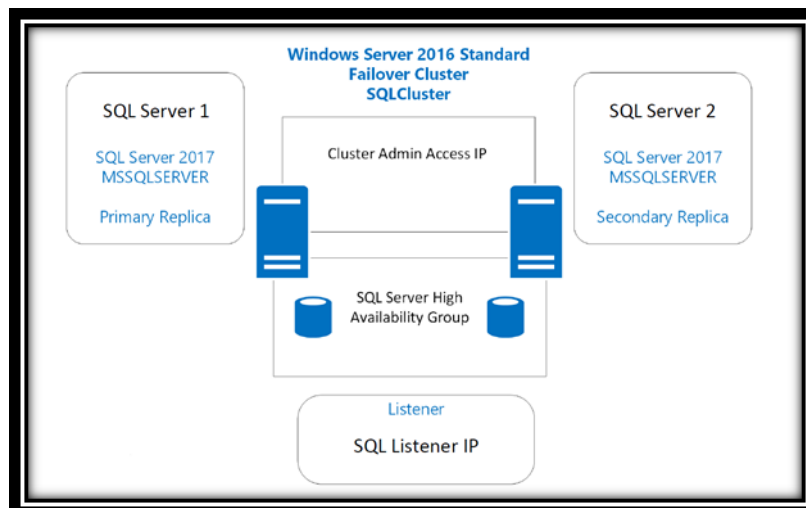 Windows Server 2016 Standard
Failover Cluster
SQLCluster
SQL Server 1
SQL Server 2017
MSSQLSERVER
Primary Replica
Cluster Admin Access IP
SQL Server 2
SQL Server 2017
MSSQLSERVER
Secondary Replica
SQL Server High
Availability Group
Listener
SQL Listener IP